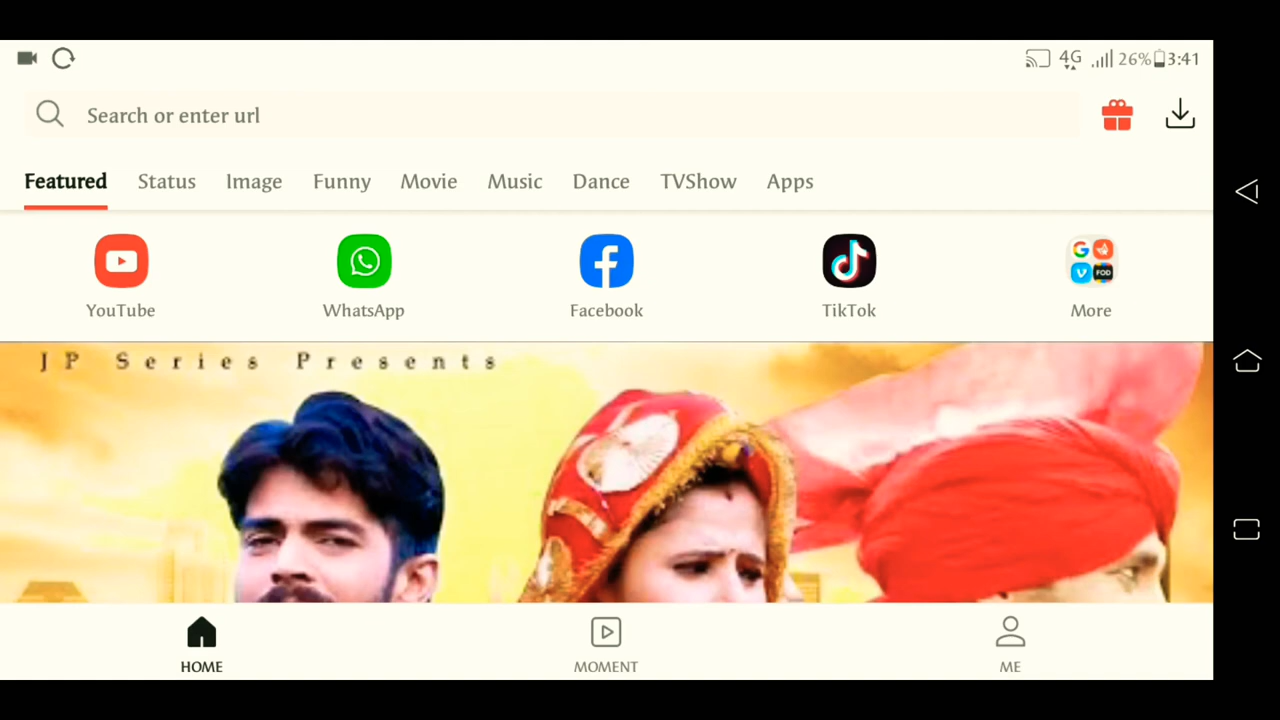 4G 26% 3:41
Search or enter url
Featured Status Image Funny Movie Music Dance TVShow Apps
FOD
YouTube WhatsApp Facebook TikTok More
JP Series Presents
HOME MOMENT ME